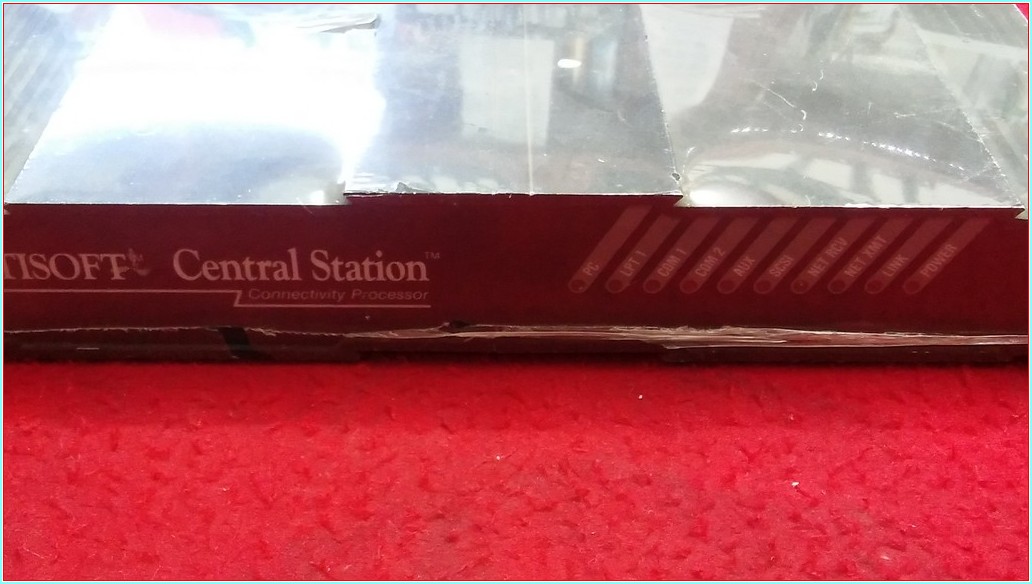 TISOFT Central Station™
Connectivity Processor
PC
LPT 1
COM 1
COM 2
AUX
SCSI
NET RCV
NET XMT
LINK
POWER